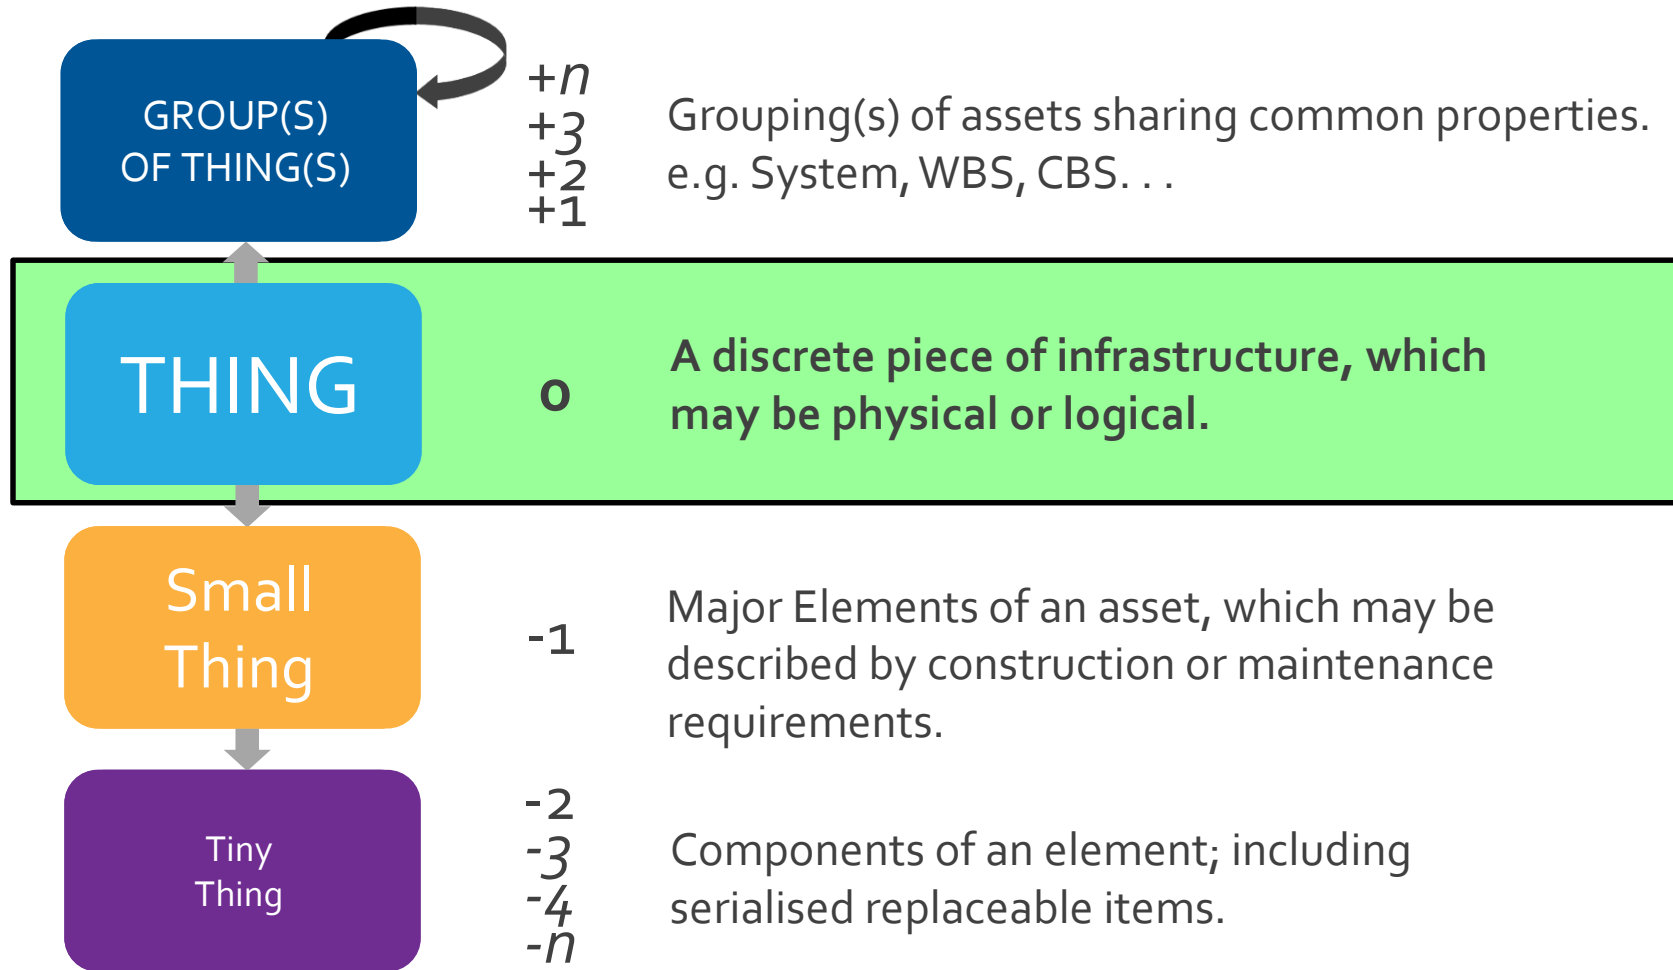 GROUP(S)
OF THING(S)
+n
+3
+2
+1
Grouping(s) of assets sharing common properties.
e.g. System, WBS, CBS. . .
THING
0
A discrete piece of infrastructure, which
may be physical or logical.
Small
Thing
-1
Major Elements of an asset, which may be
described by construction or maintenance
requirements.
Tiny
Thing
-2
-3
-4
-n
Components of an element; including
serialised replaceable items.